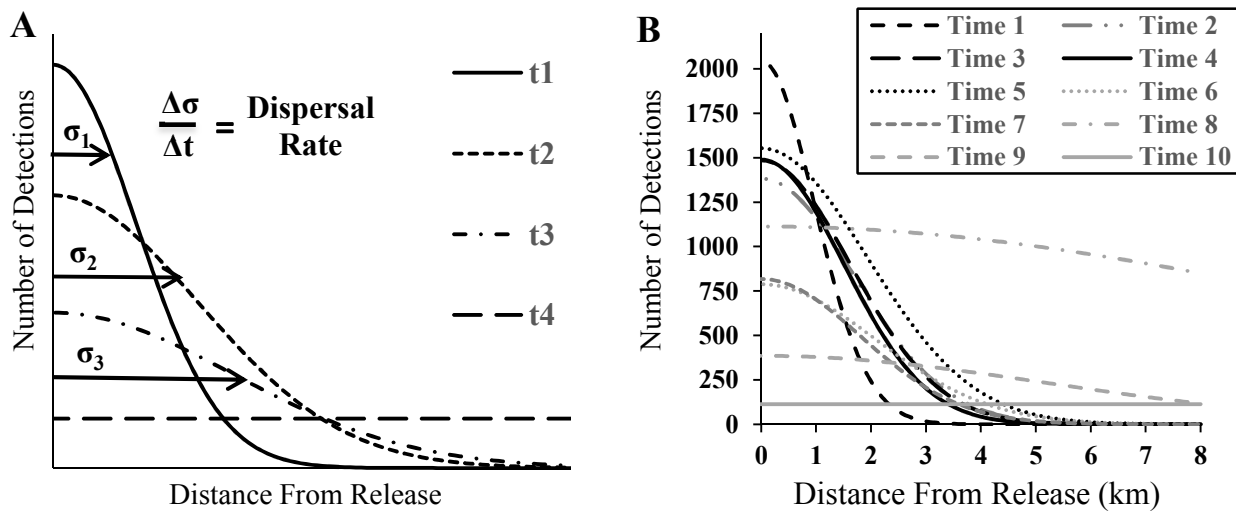 A
Number of Detections
σ1
σ2
σ3
Δσ
Δt
=
Dispersal
Rate
t1
t2
t3
t4
Distance From Release
B
Time 1 Time 2
Time 3 Time 4
Time 5 Time 6
Time 7 Time 8
Time 9 Time 10
Number of Detections
2000
1750
1500
1250
1000
750
500
250
0
0 1 2 3 4 5 6 7 8
Distance From Release (km)